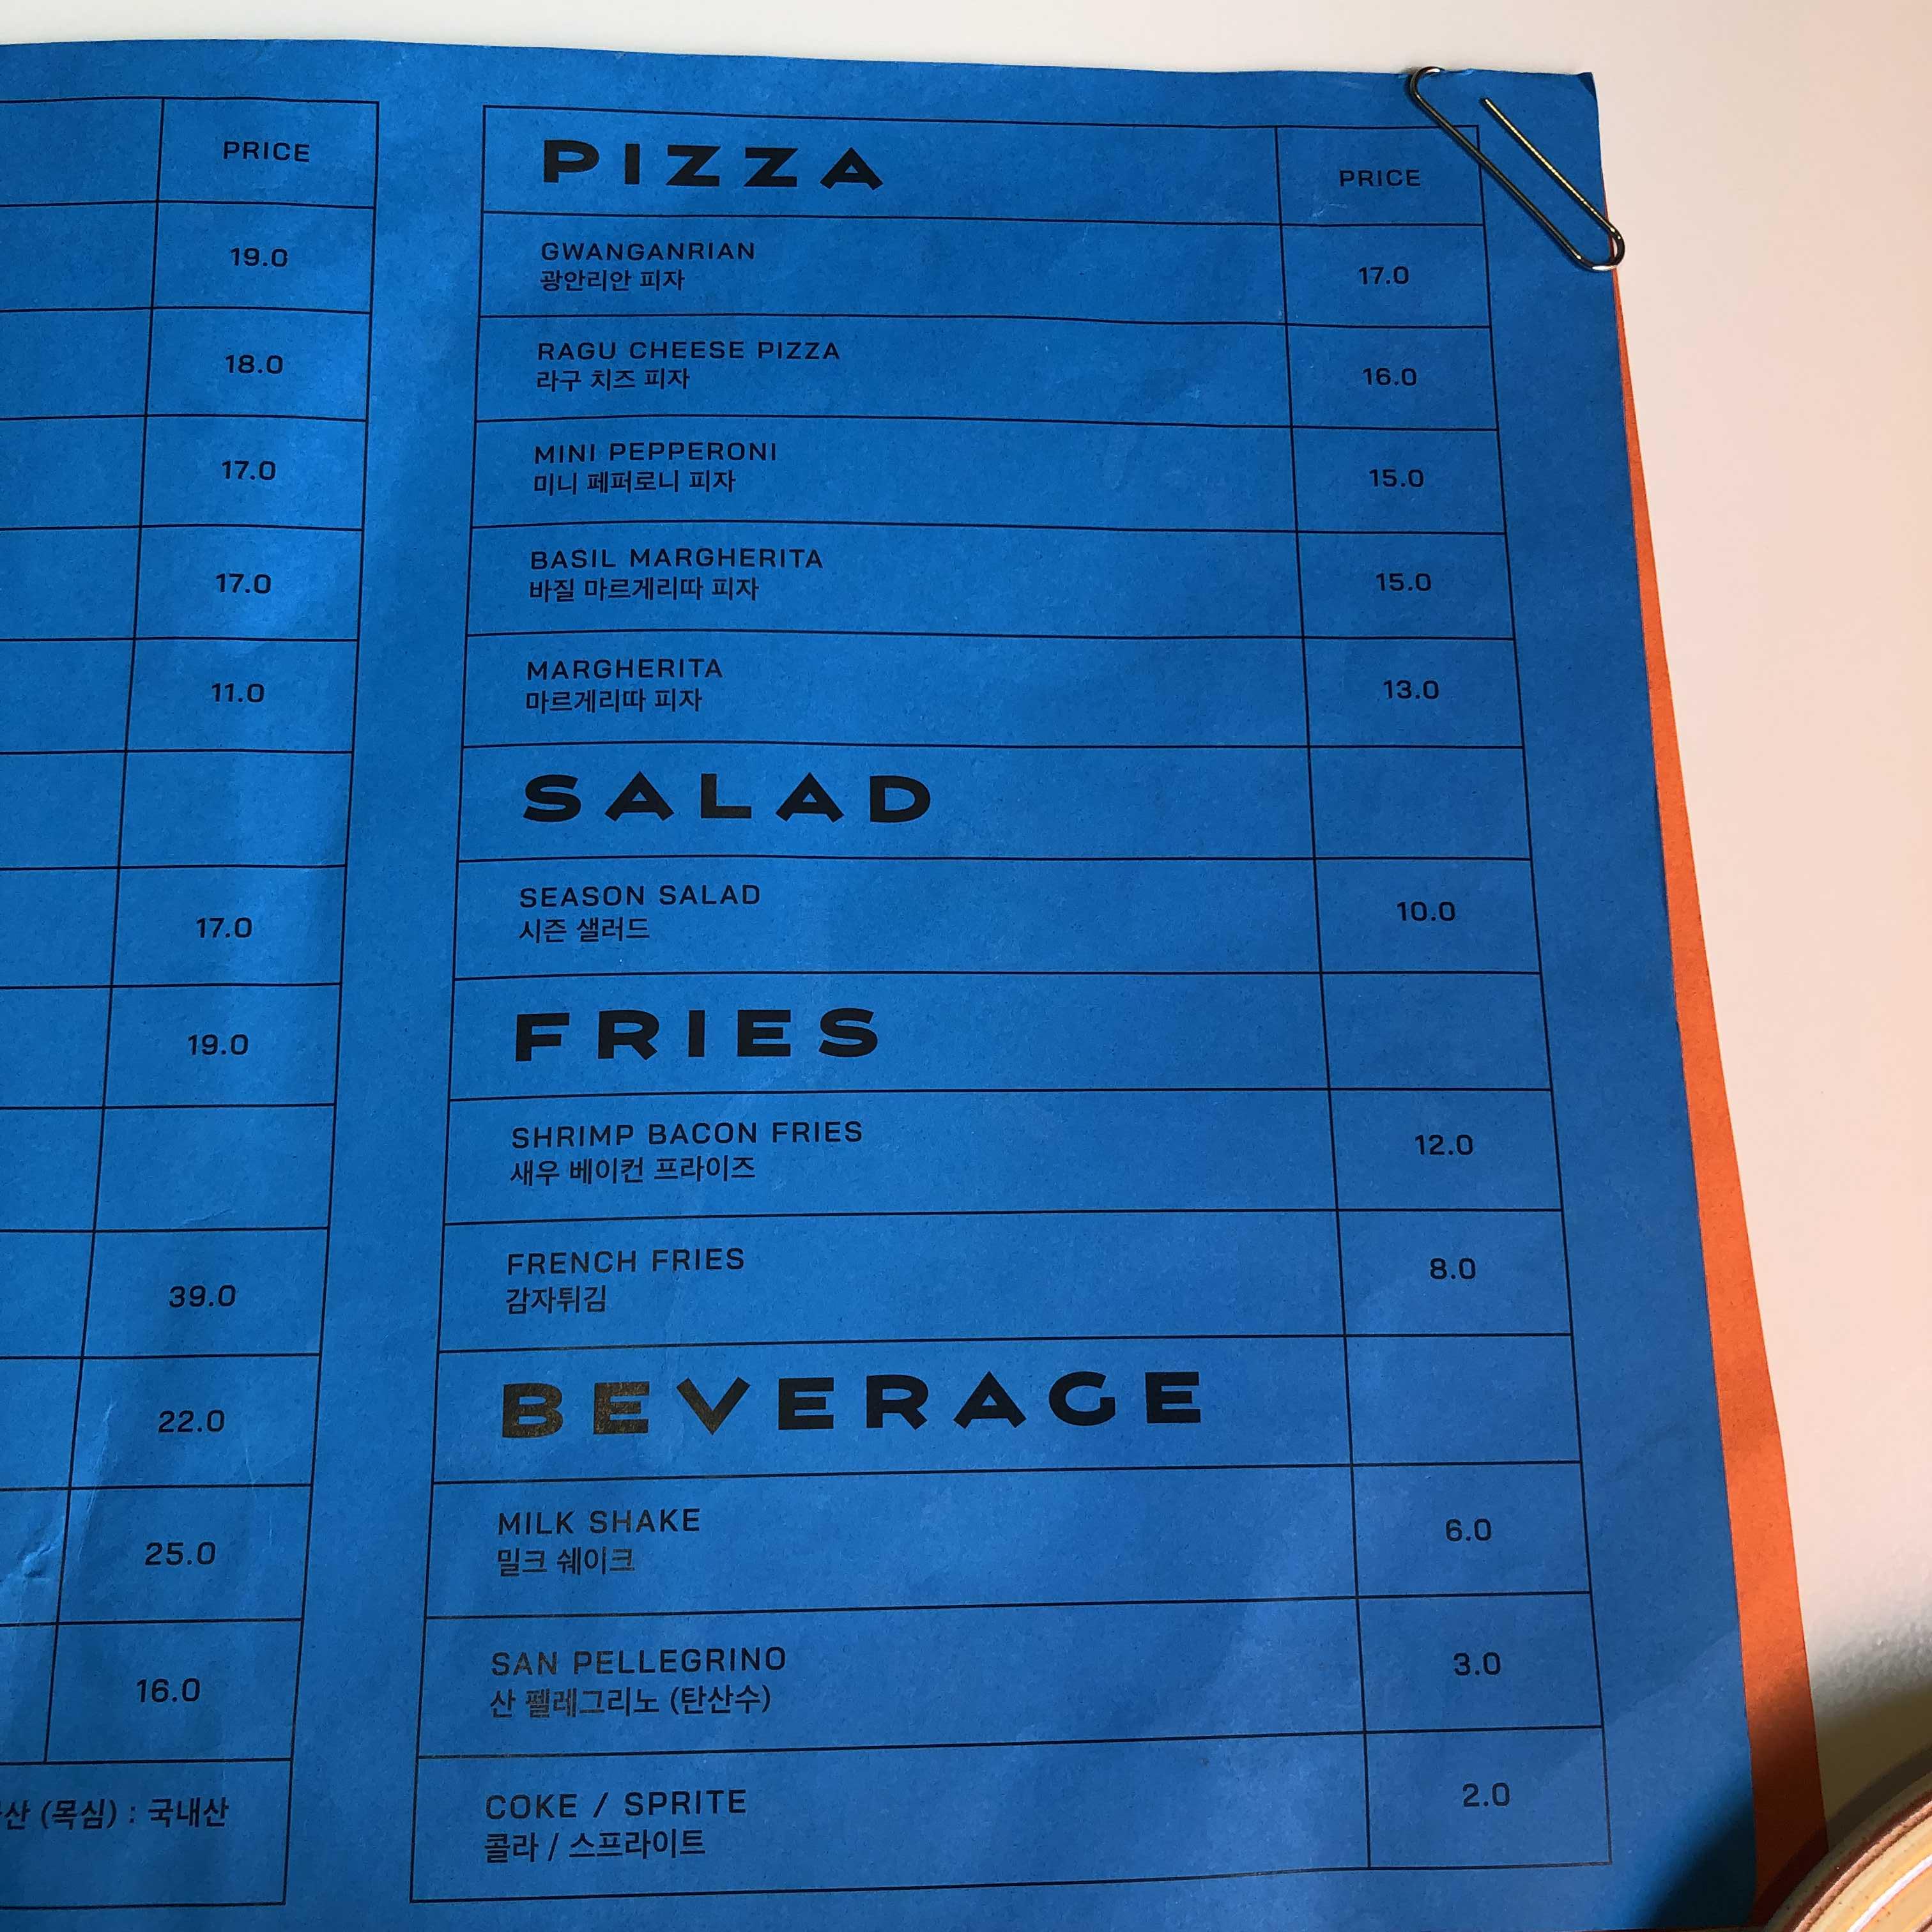 PRICE
19.0
18.0
17.0
17.0
11.0
17.0
19.0
39.0
22.0
25.0
16.0
(목심) : 국내산
PIZZA
PRICE
GWANGANRIAN
광안리안 피자
17.0
RAGU CHEESE PIZZA
라구 치즈 피자
16.0
MINI PEPPERONI
미니 페퍼로니 피자
15.0
BASIL MARGHERITA
바질 마르게리따 피자
15.0
MARGHERITA
마르게리따 피자
13.0
SALAD
SEASON SALAD
시즌 샐러드
10.0
FRIES
SHRIMP BACON FRIES
새우 베이컨 프라이즈
12.0
FRENCH FRIES
감자튀김
8.0
BEVERAGE
MILK SHAKE
밀크 쉐이크
6.0
SAN PELLEGRINO
산 펠레그리노 (탄산수)
3.0
COKE / SPRITE
콜라 / 스프라이트
2.0